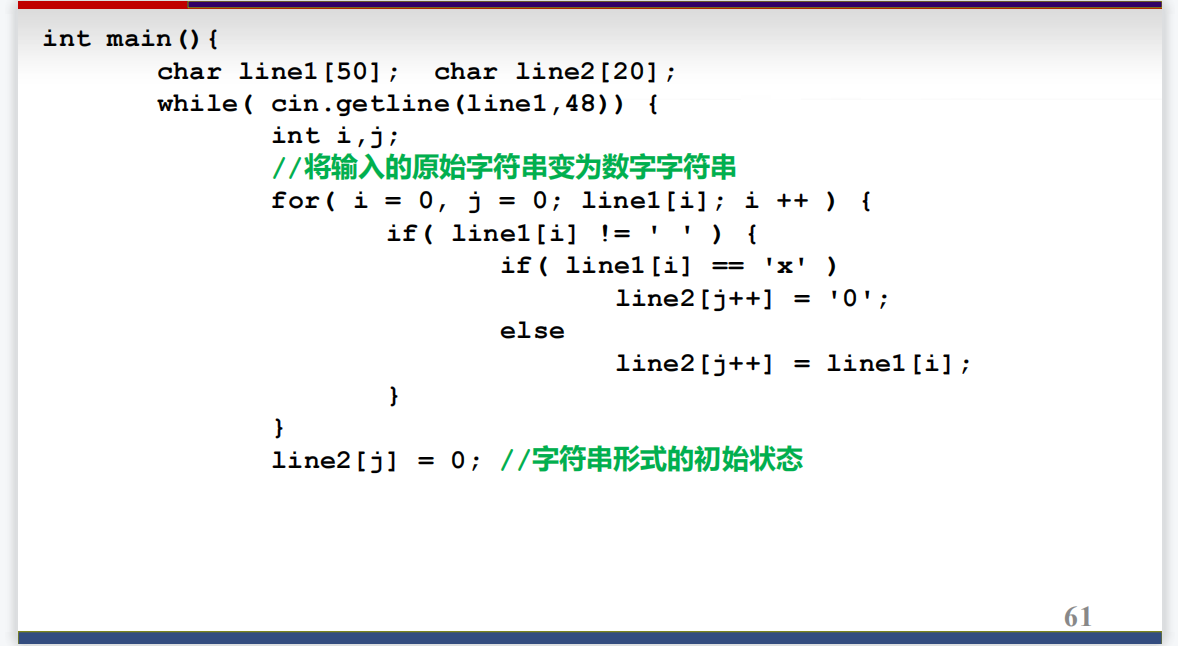 int main(){
char line1[50]; char line2[20];
while( cin.getline(line1,48)) {
int i,j;
//将输入的原始字符串变为数字字符串
for( i = 0, j = 0; line1[i]; i ++ ) {
if( line1[i] != ' ' ) {
if( line1[i] == 'x' )
line2[j++] = '0';
else
line2[j++] = line1[i];
}
}
line2[j] = 0; //字符串形式的初始状态
61